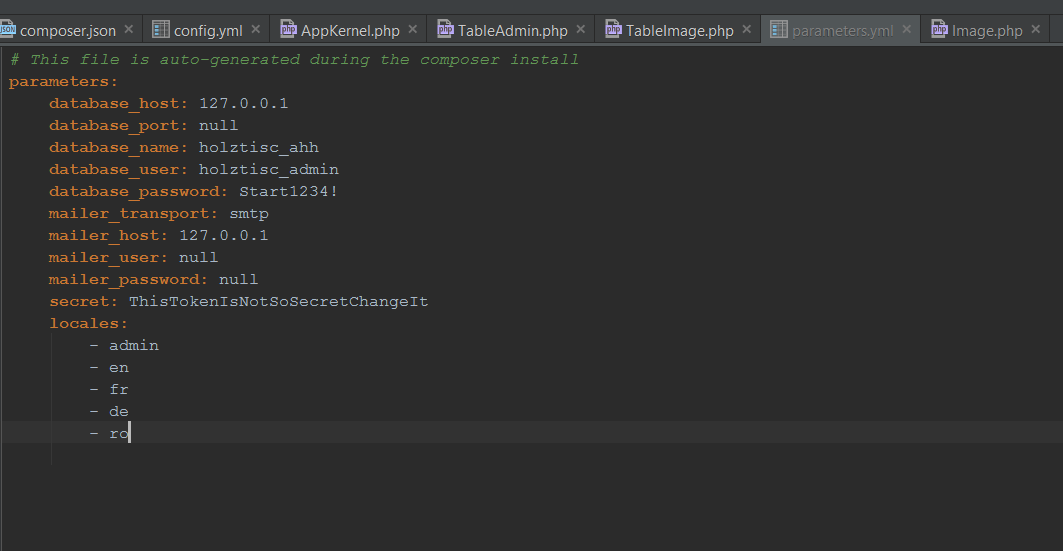 composer.json config.yml AppKernel.php TableAdmin.php TableImage.php parameters.yml Image.php
# This file is auto-generated during the composer install
parameters:
    database_host: 127.0.0.1
    database_port: null
    database_name: holztisc_ahh
    database_user: holztisc_admin
    database_password: Start1234!
    mailer_transport: smtp
    mailer_host: 127.0.0.1
    mailer_user: null
    mailer_password: null
    secret: ThisTokenIsNotSoSecretChangeIt
    locales:
        - admin
        - en
        - fr
        - de
        - ro